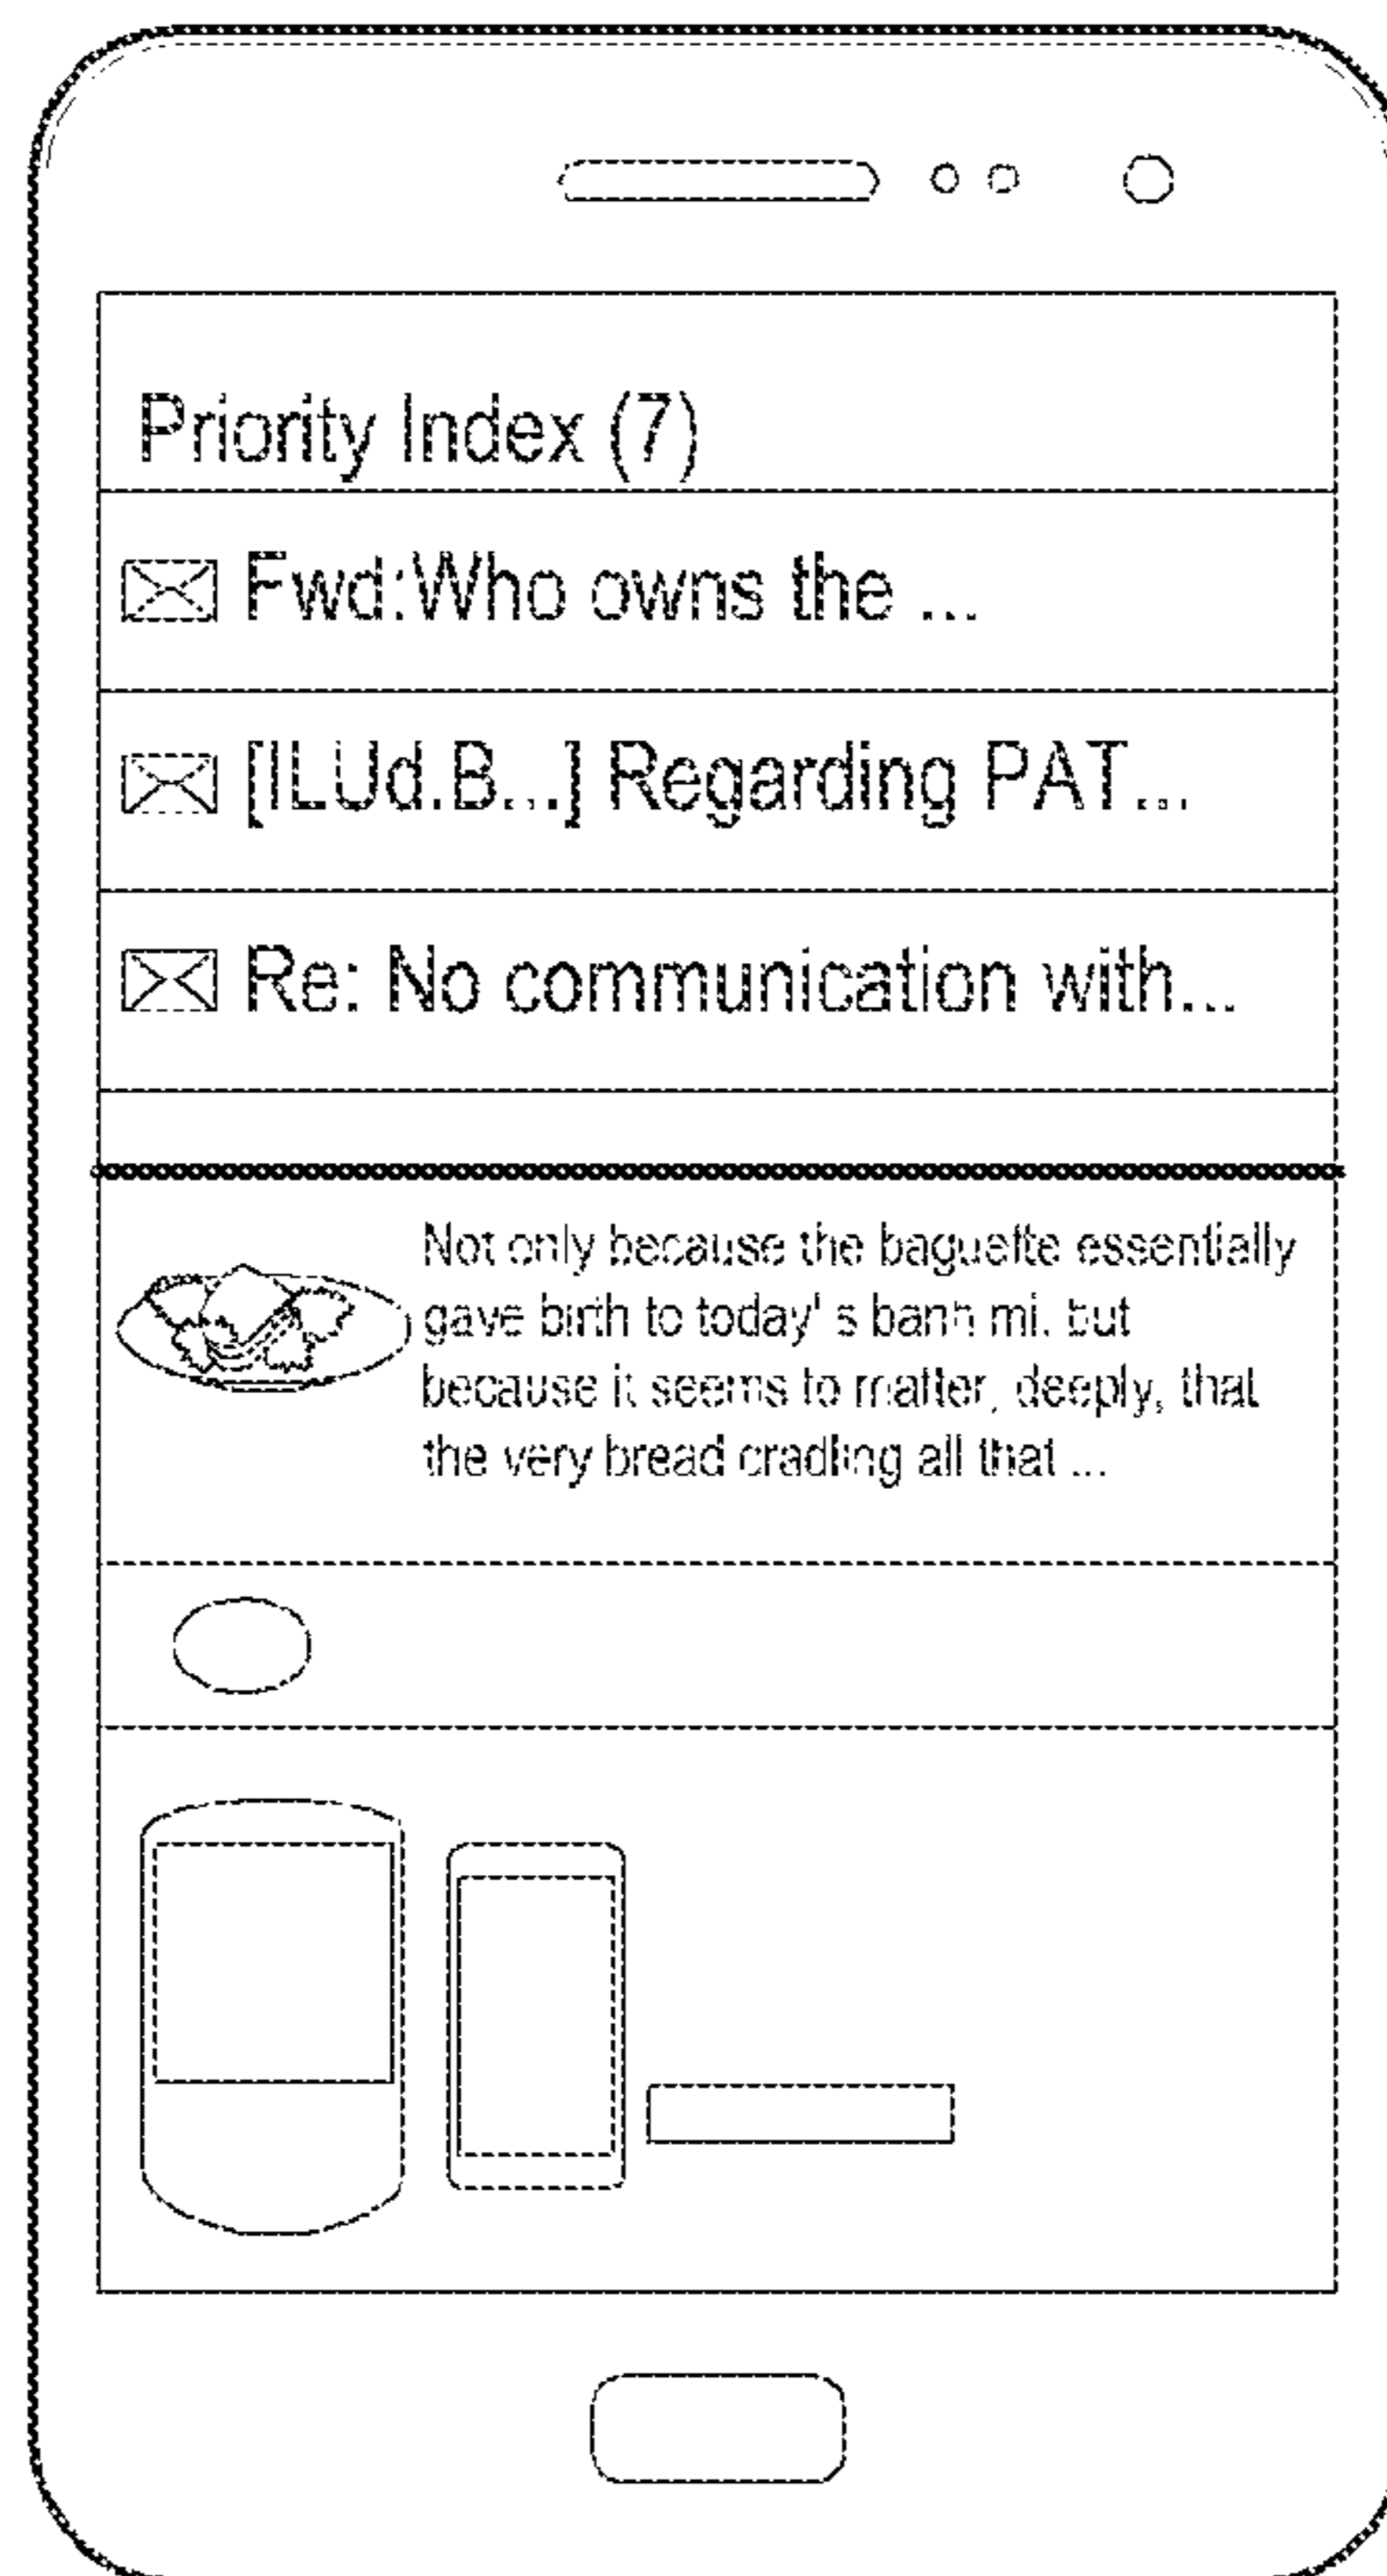 Priority Index (7)
Fwd:Who owns the ...
[ILUd.B...] Regarding PAT...
Re: No communication with...
Not only because the baguette essentially
gave birth to today' s banh mi. but
because it seems to matter, deeply, that
the very bread cradling all that ...